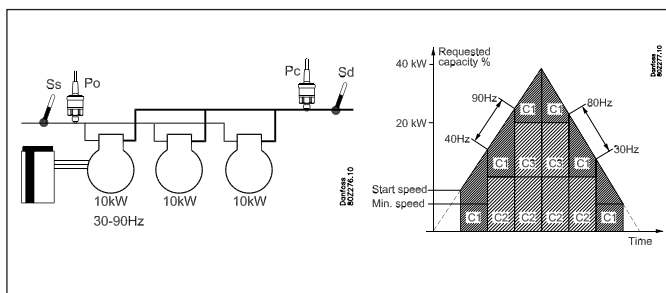 Ss
Po
Pc
Sd
10kW
10kW
10kW
30-90Hz
Danfoss
80Z276.10
Requested
capacity %
40 kW
20 kW
Start speed
Min. speed
90Hz
40Hz
80Hz
30Hz
C1
C1
C1
C3
C3
C1
C1
C2
C2
C2
C2
C1
Time
Danfoss
80Z277.10